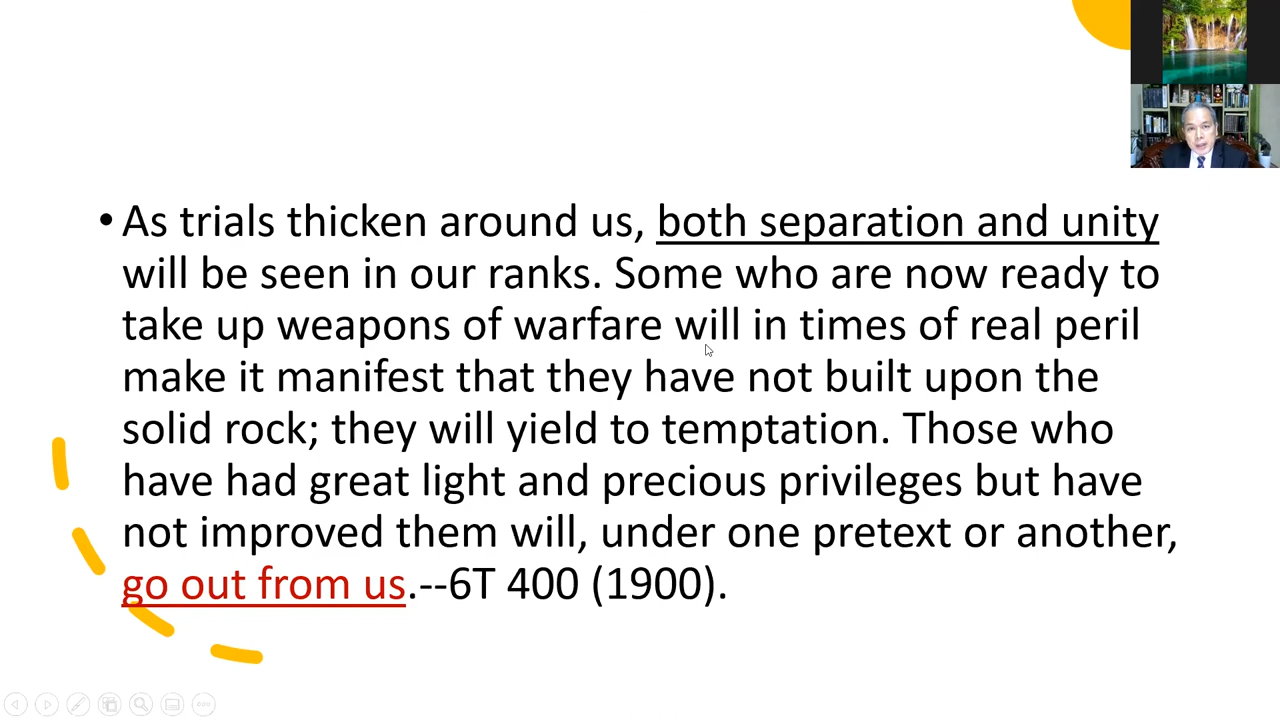 • As trials thicken around us, both separation and unity
will be seen in our ranks. Some who are now ready to
take up weapons of warfare will in times of real peril
make it manifest that they have not built upon the
solid rock; they will yield to temptation. Those who
have had great light and precious privileges but have
not improved them will, under one pretext or another,
go out from us.--6T 400 (1900).